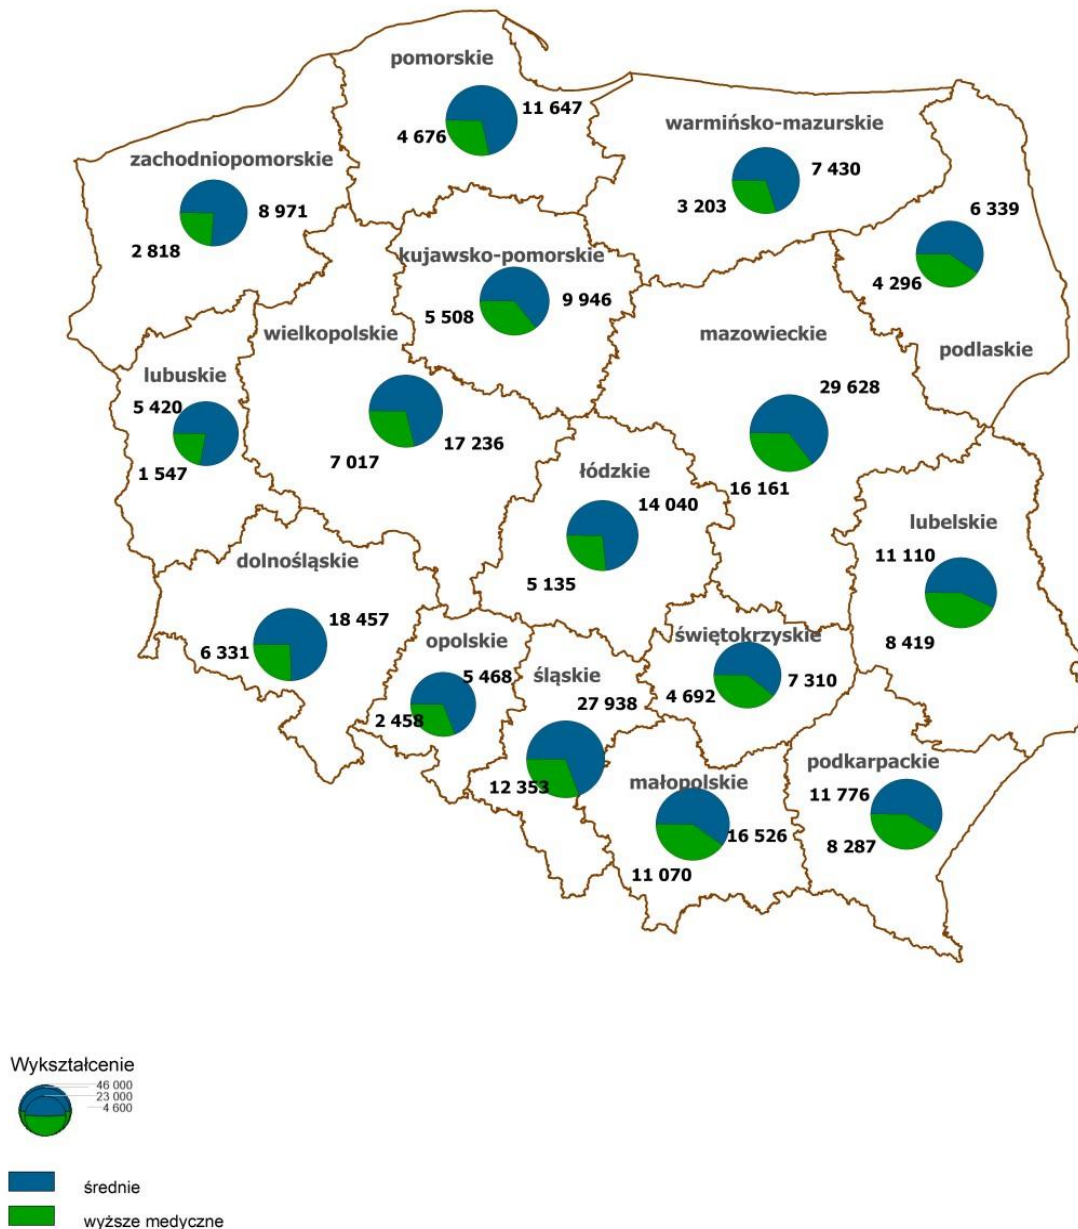 pomorskie
11 647
4 676
warmińsko-mazurskie
7 430
3 203
zachodniopomorskie
8 971
2 818
6 339
4 296
podlaskie
kujawsko-pomorskie
9 946
5 508
wielkopolskie
17 236
7 017
mazowieckie
29 628
16 161
lubuskie
5 420
1 547
łódzkie
14 040
5 135
lubelskie
11 110
8 419
dolnośląskie
18 457
6 331
opolskie
5 468
2 458
śląskie
27 938
12 353
świętokrzyskie
7 310
4 692
małopolskie
16 526
11 070
podkarpackie
11 776
8 287
Wykształcenie
46 000
23 000
4 600
średnie
wyższe medyczne